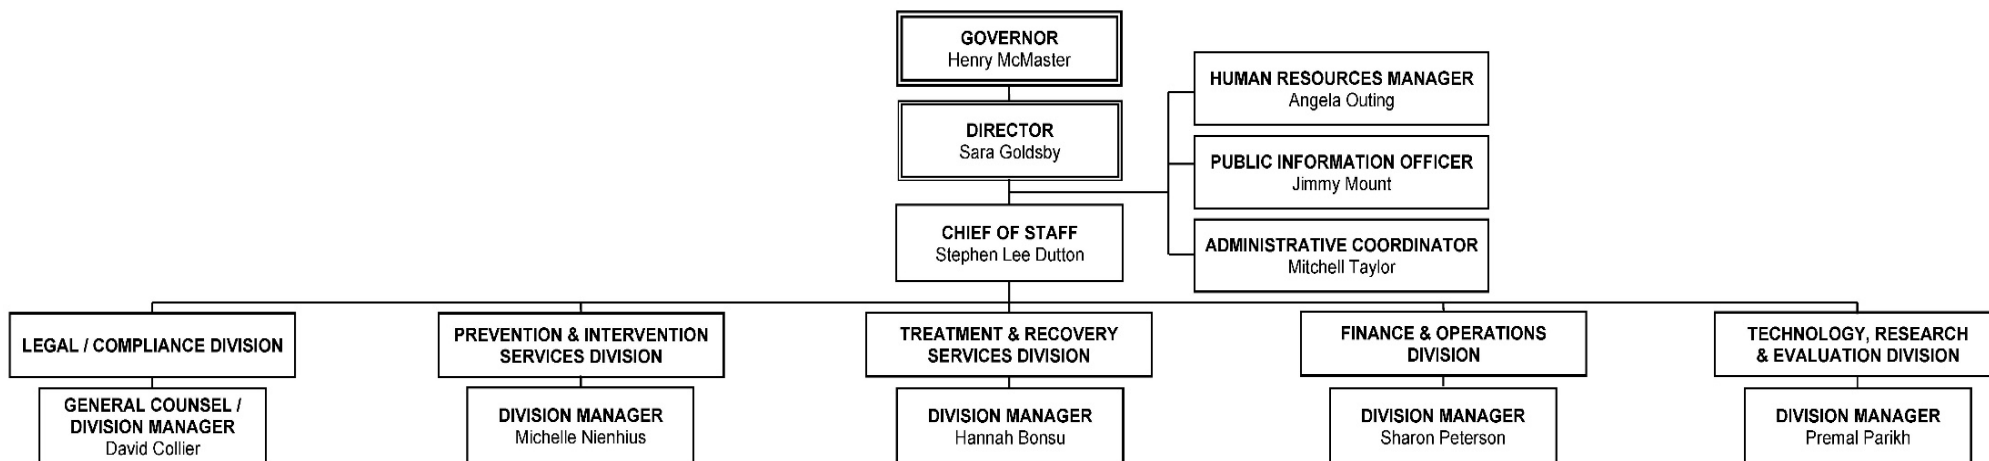 GOVERNOR
Henry McMaster
DIRECTOR
Sara Goldsby
HUMAN RESOURCES MANAGER
Angela Outing
PUBLIC INFORMATION OFFICER
Jimmy Mount
ADMINISTRATIVE COORDINATOR
Mitchell Taylor
CHIEF OF STAFF
Stephen Lee Dutton
LEGAL / COMPLIANCE DIVISION
GENERAL COUNSEL /
DIVISION MANAGER
David Collier
PREVENTION & INTERVENTION
SERVICES DIVISION
DIVISION MANAGER
Michelle Nienhius
TREATMENT & RECOVERY
SERVICES DIVISION
DIVISION MANAGER
Hannah Bonsu
FINANCE & OPERATIONS
DIVISION
DIVISION MANAGER
Sharon Peterson
TECHNOLOGY, RESEARCH
& EVALUATION DIVISION
DIVISION MANAGER
Premal Parikh